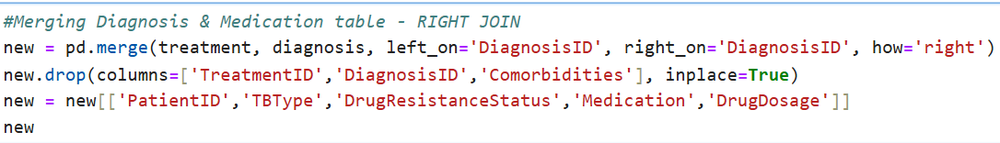 #Merging Diagnosis & Medication table - RIGHT JOIN
new = pd.merge(treatment, diagnosis, left_on='DiagnosisID', right_on='DiagnosisID', how='right')
new.drop(columns=['TreatmentID','DiagnosisID','Comorbidities'], inplace=True)
new = new[['PatientID','TBType','DrugResistanceStatus','Medication','DrugDosage']]
new